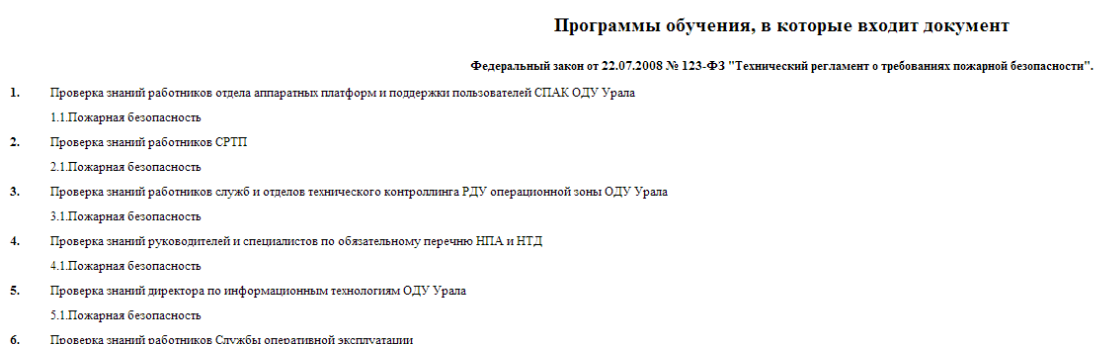 Программы обучения, в которые входит документ
Федеральный закон от 22.07.2008 № 123-ФЗ "Технический регламент о требованиях пожарной безопасности".
1. Проверка знаний работников отдела аппаратных платформ и поддержки пользователей СПАК ОДУ Урала
1.1.Пожарная безопасность
2. Проверка знаний работников СРТП
2.1.Пожарная безопасность
3. Проверка знаний работников служб и отделов технического контроллинга РДУ операционной зоны ОДУ Урала
3.1.Пожарная безопасность
4. Проверка знаний руководителей и специалистов по обязательному перечню НПА и НТД
4.1.Пожарная безопасность
5. Проверка знаний директора по информационным технологиям ОДУ Урала
5.1.Пожарная безопасность
6. Проверка знаний работников Службы оперативной эксплуатации